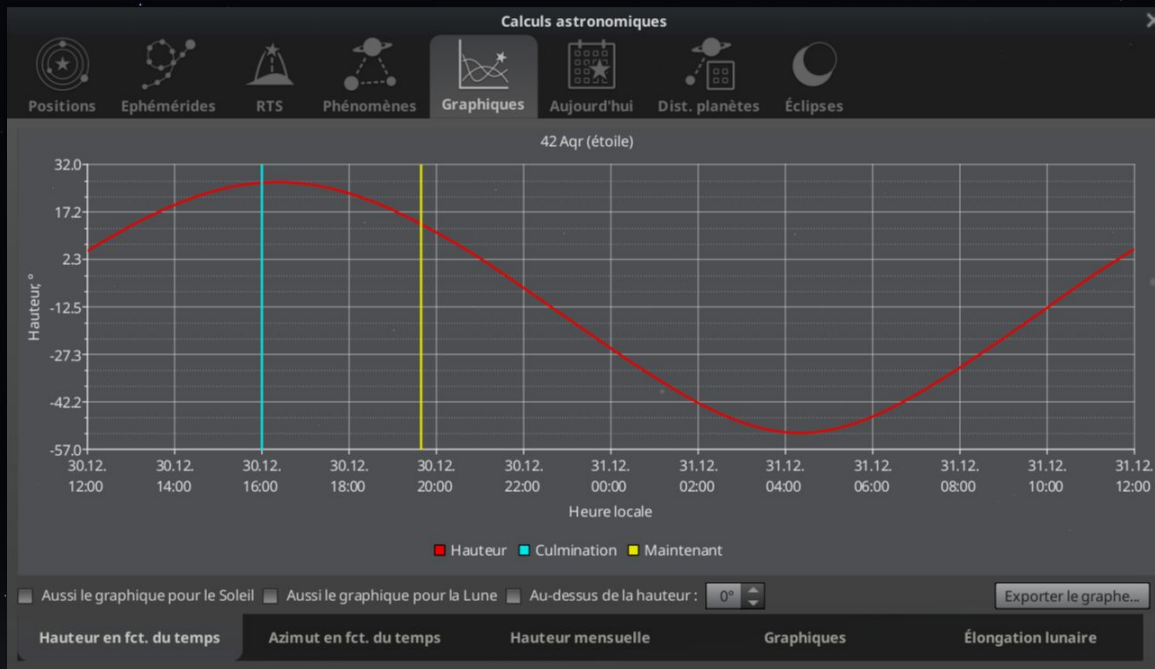 Calculs astronomiques
Positions Ephémérides RTS Phénomènes Graphiques Aujourd'hui Dist. planètes Éclipses
42 Aqr (étoile)
Hauteur, °
32.0
17.2
2.3
-12.5
-27.3
-42.2
-57.0
30.12. 30.12. 30.12. 30.12. 30.12. 30.12. 31.12. 31.12. 31.12. 31.12. 31.12. 31.12. 31.12.
12:00 14:00 16:00 18:00 20:00 22:00 00:00 02:00 04:00 06:00 08:00 10:00 12:00
Heure locale
Hauteur Culmination Maintenant
Aussi le graphique pour le Soleil Aussi le graphique pour la Lune Au-dessus de la hauteur : 0° Exporter le graphe...
Hauteur en fct. du temps Azimut en fct. du temps Hauteur mensuelle Graphiques Élongation lunaire